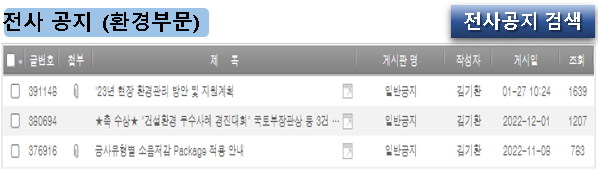 전사 공지 (환경부문) 전사공지 검색
글번호 첨부 제 목 게시판 명 작성자 게시일 조회
391148 '23년 현장 환경관리 방안 및 지원계획 일반공지 김기환 01-27 10:24 1639
380694 ★축 수상★ "건설환경 우수사례 경진대회" 국토부장관상 등 3건 ··· 일반공지 김기환 2022-12-01 1207
376916 공사유형별 소음저감 Package 적용 안내 일반공지 김기환 2022-11-06 783